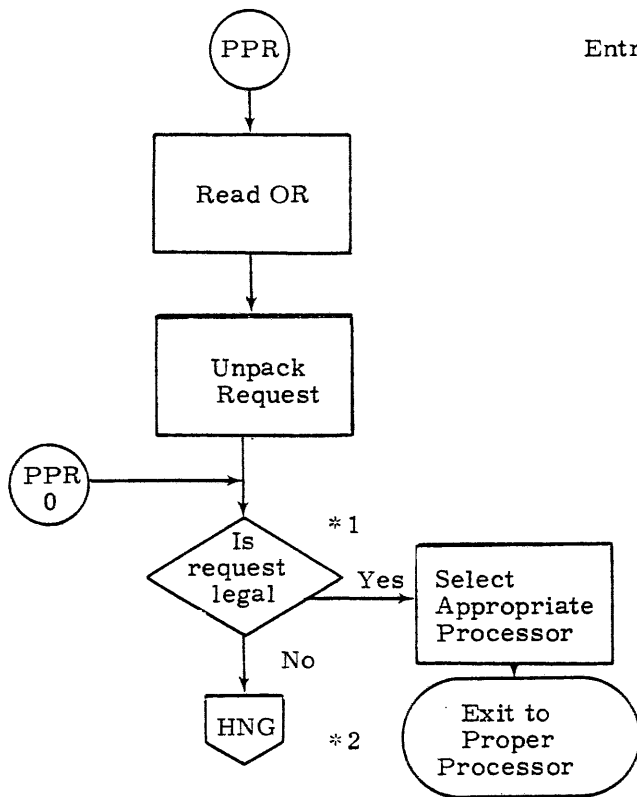 PPR
Entr
Read OR
Unpack
Request
PPR
0
*1
Is
request
legal
Yes
Select
Appropriate
Processor
No
HNG
*2
Exit to
Proper
Processor